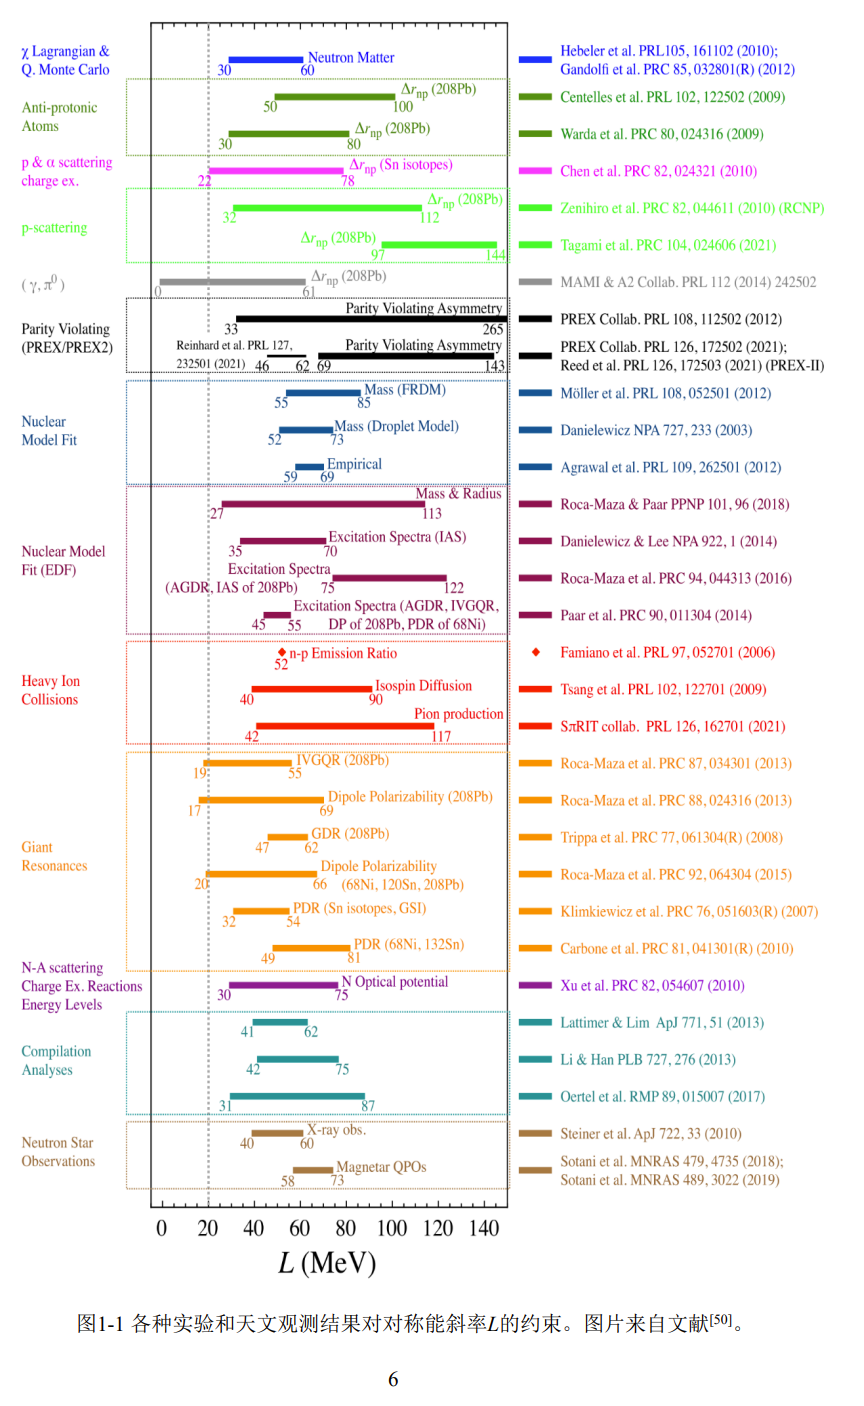 χ Lagrangian &
Q. Monte Carlo
Neutron Matter
30 60
Hebeler et al. PRL105, 161102 (2010);
Gandolfi et al. PRC 85, 032801(R) (2012)
Anti-protonic
Atoms
Δrnp (208Pb)
50 100
Centelles et al. PRL 102, 122502 (2009)
Δrnp (208Pb)
30 80
Warda et al. PRC 80, 024316 (2009)
p & α scattering
charge ex.
Δrnp (Sn isotopes)
22 78
Chen et al. PRC 82, 024321 (2010)
p-scattering
Δrnp (208Pb)
32 112
Zenihiro et al. PRC 82, 044611 (2010) (RCNP)
Δrnp (208Pb)
97 144
Tagami et al. PRC 104, 024606 (2021)
(γ, π⁰)
Δrnp (208Pb)
0 61
MAMI & A2 Collab. PRL 112 (2014) 242502
Parity Violating
(PREX/PREX2)
Parity Violating Asymmetry
33 265
PREX Collab. PRL 108, 112502 (2012)
Reinhard et al. PRL 127,
232501 (2021)
46 62
Parity Violating Asymmetry
69 143
PREX Collab. PRL 126, 172502 (2021);
Reed et al. PRL 126, 172503 (2021) (PREX-II)
Nuclear
Model Fit
Mass (FRDM)
55 85
Möller et al. PRL 108, 052501 (2012)
Mass (Droplet Model)
52 73
Danielewicz NPA 727, 233 (2003)
Empirical
59 69
Agrawal et al. PRL 109, 262501 (2012)
Nuclear Model
Fit (EDF)
Mass & Radius
27 113
Roca-Maza & Paar PPNP 101, 96 (2018)
Excitation Spectra (IAS)
35 70
Danielewicz & Lee NPA 922, 1 (2014)
Excitation Spectra
(AGDR, IAS of 208Pb)
75 122
Roca-Maza et al. PRC 94, 044313 (2016)
Excitation Spectra (AGDR, IVGQR,
DP of 208Pb, PDR of 68Ni)
45 55
Paar et al. PRC 90, 011304 (2014)
Heavy Ion
Collisions
n-p Emission Ratio
52
Famiano et al. PRL 97, 052701 (2006)
Isospin Diffusion
40 90
Tsang et al. PRL 102, 122701 (2009)
Pion production
42 117
SπRIT collab. PRL 126, 162701 (2021)
Giant
Resonances
IVGQR (208Pb)
19 55
Roca-Maza et al. PRC 87, 034301 (2013)
Dipole Polarizability (208Pb)
17 69
Roca-Maza et al. PRC 88, 024316 (2013)
GDR (208Pb)
47 62
Trippa et al. PRC 77, 061304(R) (2008)
Dipole Polarizability
(68Ni, 120Sn, 208Pb)
20 66
Roca-Maza et al. PRC 92, 064304 (2015)
PDR (Sn isotopes, GSI)
32 54
Klimkiewicz et al. PRC 76, 051603(R) (2007)
PDR (68Ni, 132Sn)
49 81
Carbone et al. PRC 81, 041301(R) (2010)
N-A scattering
Charge Ex. Reactions
Energy Levels
N Optical potential
30 75
Xu et al. PRC 82, 054607 (2010)
Compilation
Analyses
41 62
Lattimer & Lim ApJ 771, 51 (2013)
42 75
Li & Han PLB 727, 276 (2013)
31 87
Oertel et al. RMP 89, 015007 (2017)
Neutron Star
Observations
X-ray obs.
40 60
Steiner et al. ApJ 722, 33 (2010)
Magnetar QPOs
58 73
Sotani et al. MNRAS 479, 4735 (2018);
Sotani et al. MNRAS 489, 3022 (2019)
0 20 40 60 80 100 120 140
L (MeV)
图1-1 各种实验和天文观测结果对对称能斜率L的约束。图片来自文献[50]。
6